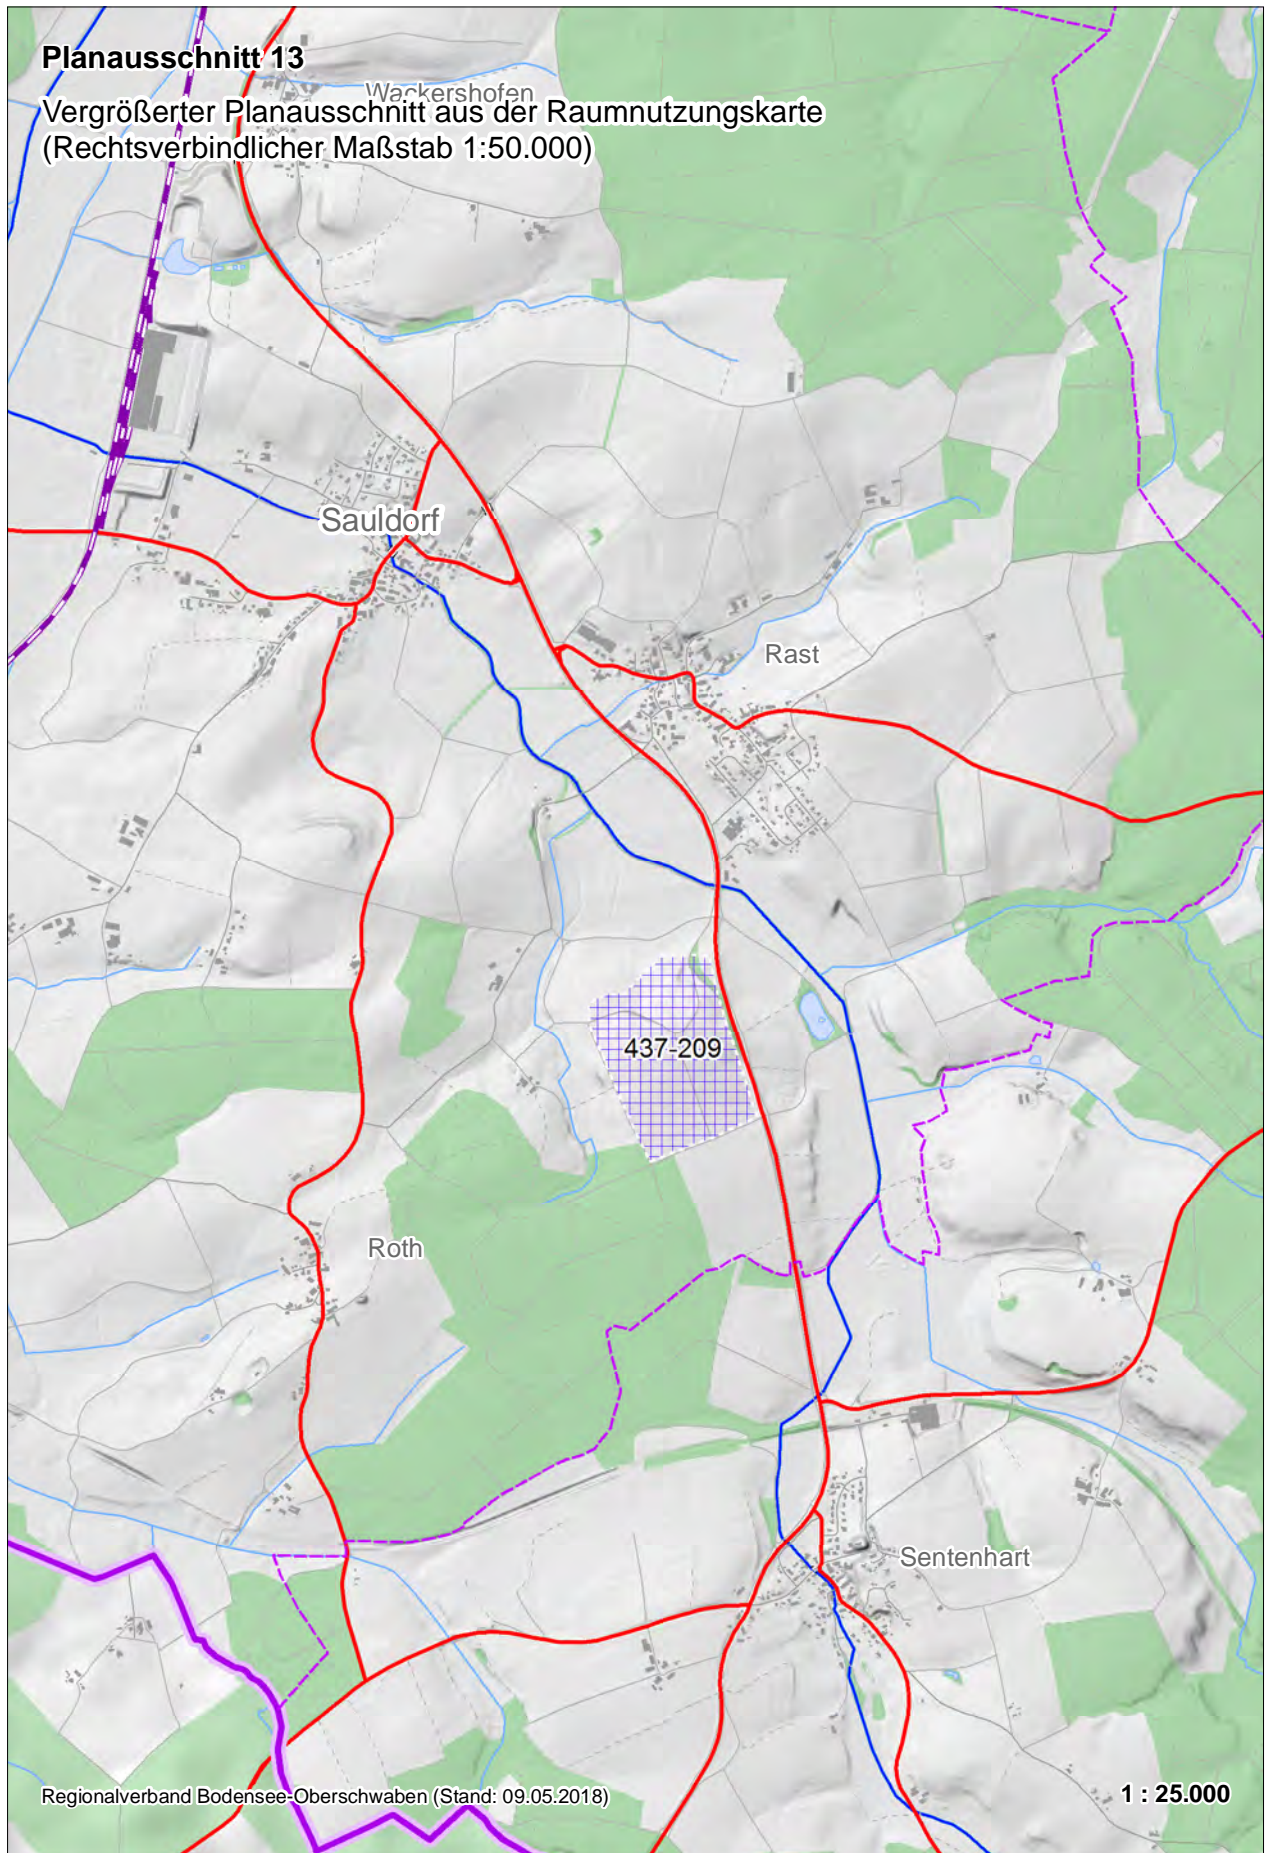 Planausschnitt 13
Wackershofen
Vergrößerter Planausschnitt aus der Raumnutzungskarte
(Rechtsverbindlicher Maßstab 1:50.000)
Sauldorf
Rast
437-209
Roth
Sentenhart
Regionalverband Bodensee-Oberschwaben (Stand: 09.05.2018)
1 : 25.000